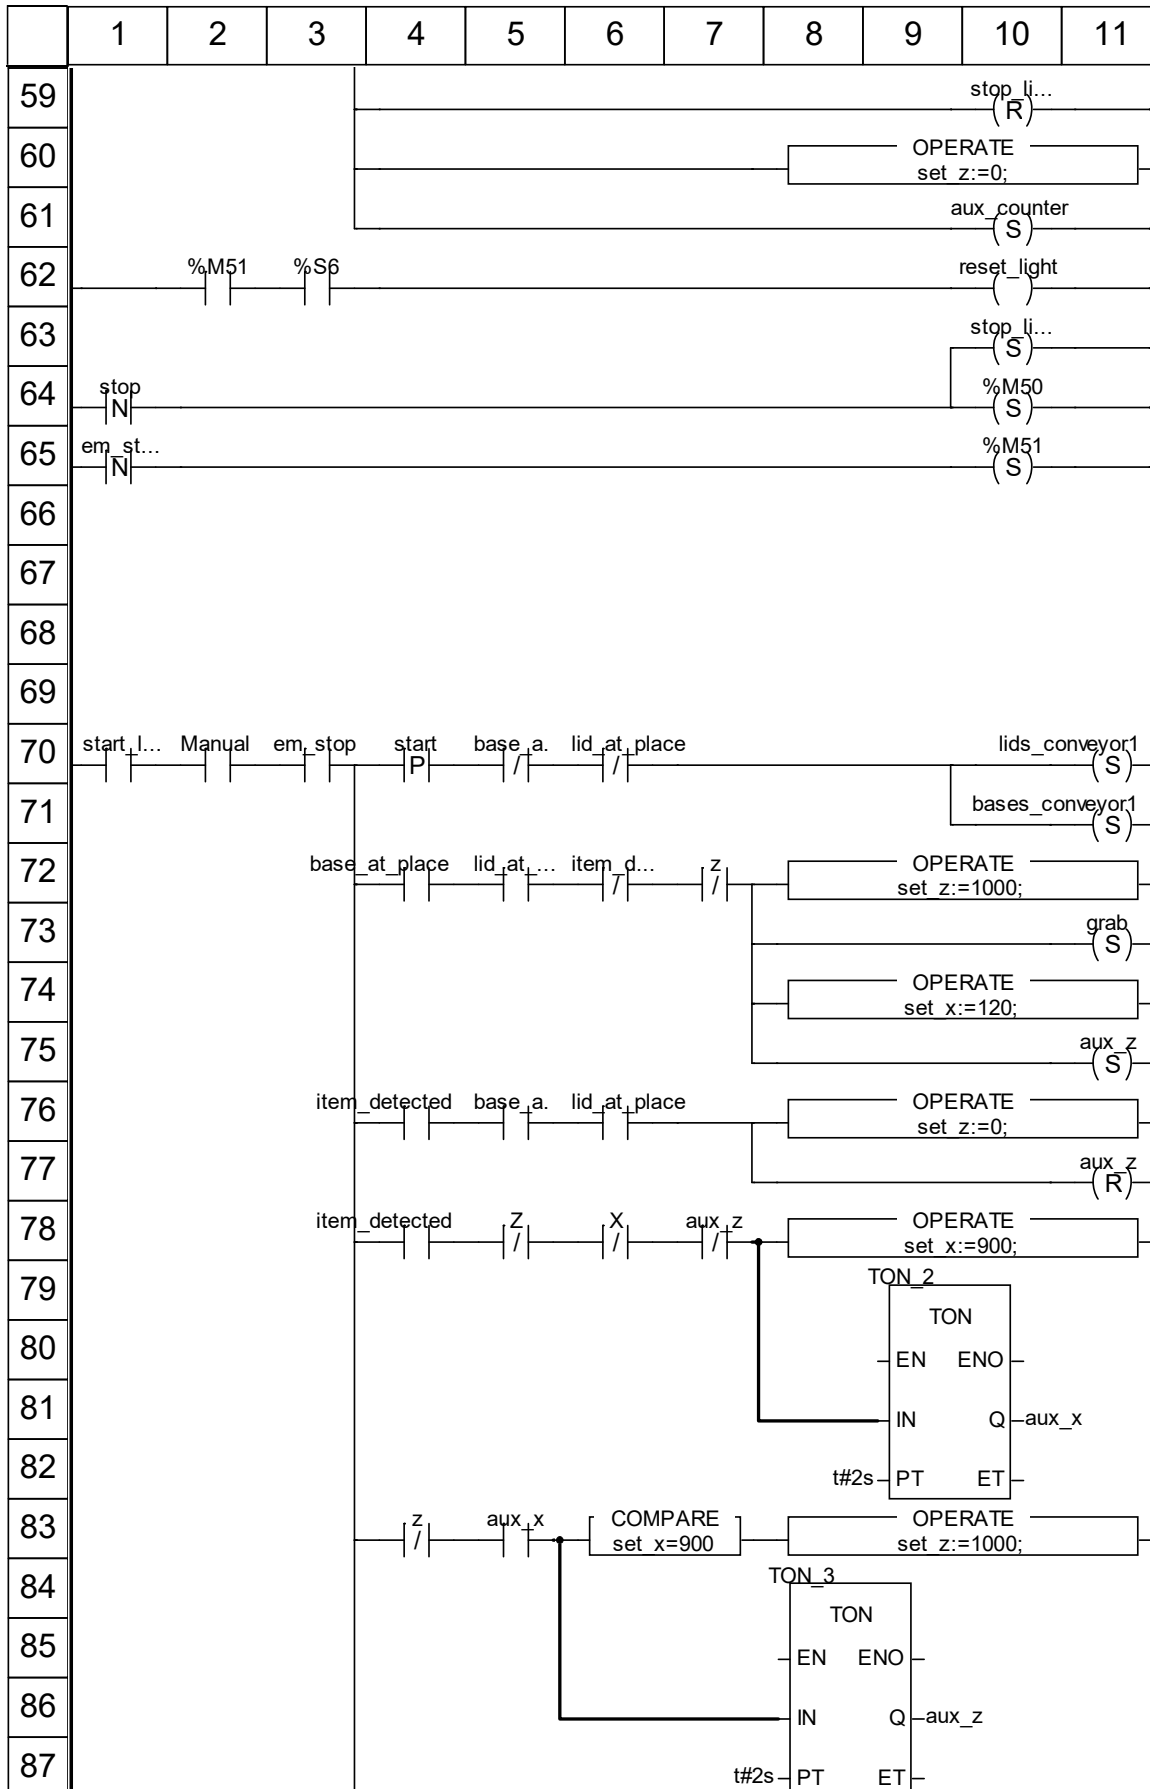 1 2 3 4 5 6 7 8 9 10 11
59 stop_li...
(R)
60 OPERATE
set_z:=0;
61 aux_counter
(S)
62 %M51 %S6 reset_light
63 stop_li...
(S)
64 stop %M50
N (S)
65 em_st... %M51
N (S)
66
67
68
69
70 start_l... Manual em_stop start base_a. lid_at_place lids_conveyor1
P / / (S)
71 bases_conveyor1
(S)
72 base_at_place lid_at_... item_d... z OPERATE
/ / set_z:=1000;
73 grab
(S)
74 OPERATE
set_x:=120;
75 aux_z
(S)
76 item_detected base_a. lid_at_place OPERATE
set_z:=0;
77 aux_z
(R)
78 item_detected Z X aux_z OPERATE
/ / / set_x:=900;
79 TON_2
TON
80 EN ENO
81 IN Q aux_x
82 t#2s PT ET
83 z aux_x COMPARE OPERATE
/ set_x=900 set_z:=1000;
84 TON_3
TON
85 EN ENO
86 IN Q aux_z
87 t#2s PT ET